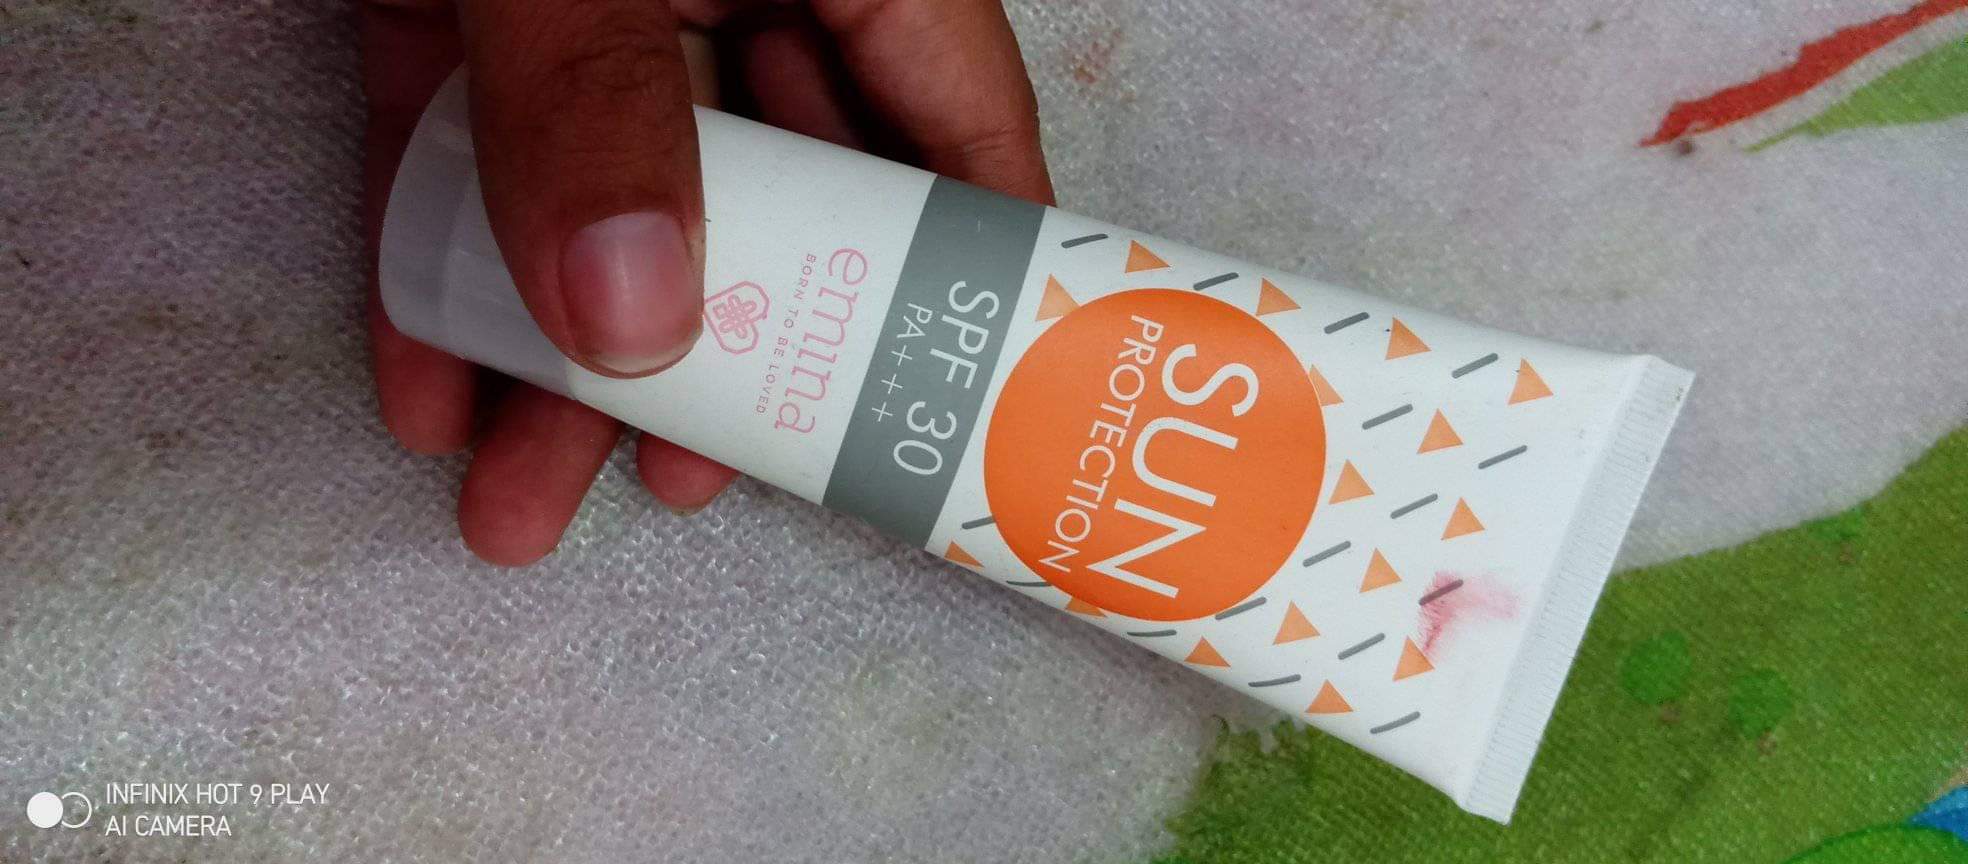 emina
BORN TO BE LOVED
SPF 30
PA+++
SUN
PROTECTION
INFINIX HOT 9 PLAY
AI CAMERA